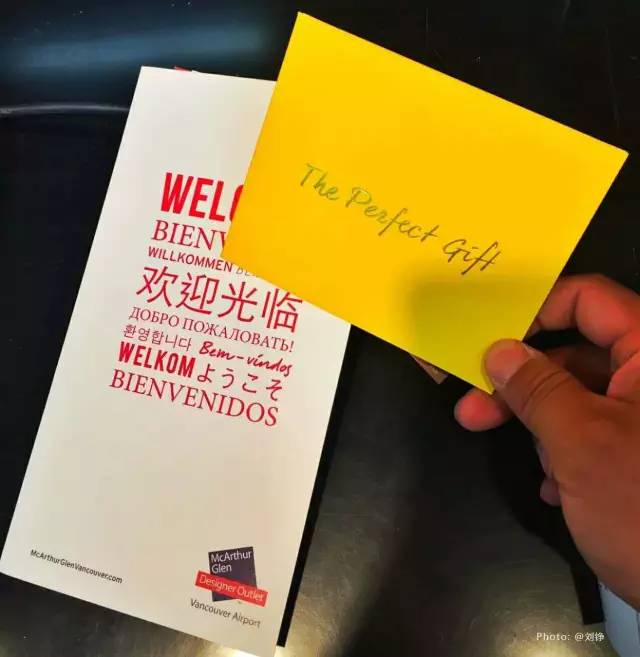 The Perfect Gift
WELC
BIENV
WILLKOMMEN
欢迎光临
ДОБРО ПОЖАЛОВАТЬ!
환영합니다 Bem-vindos
WELKOM ようこそ
BIENVENIDOS
McArthurGlenVancouver.com
McArthur
Glen
Designer Outlet
Vancouver Airport
Photo: @刘铮